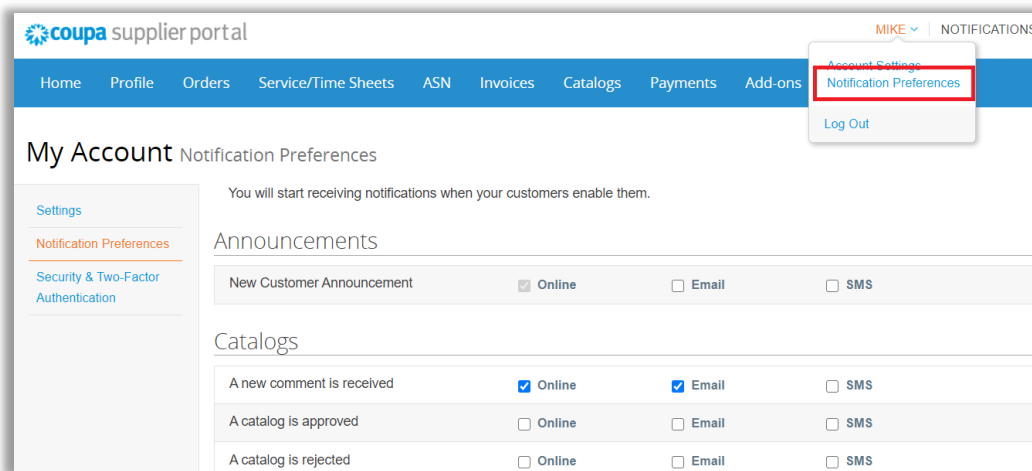 coupa supplier portal
MIKE
NOTIFICATIONS
Home Profile Orders Service/Time Sheets ASN Invoices Catalogs Payments Add-ons
Account Settings
Notification Preferences
Log Out
My Account Notification Preferences
You will start receiving notifications when your customers enable them.
Settings
Notification Preferences
Security & Two-Factor
Authentication
Announcements
New Customer Announcement Online Email SMS
Catalogs
A new comment is received Online Email SMS
A catalog is approved Online Email SMS
A catalog is rejected Online Email SMS